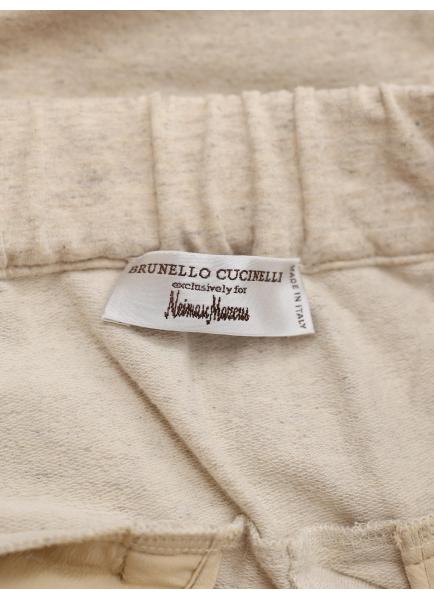 BRUNELLO CUCINELLI
exclusively for
Neiman Marcus
MADE IN ITALY